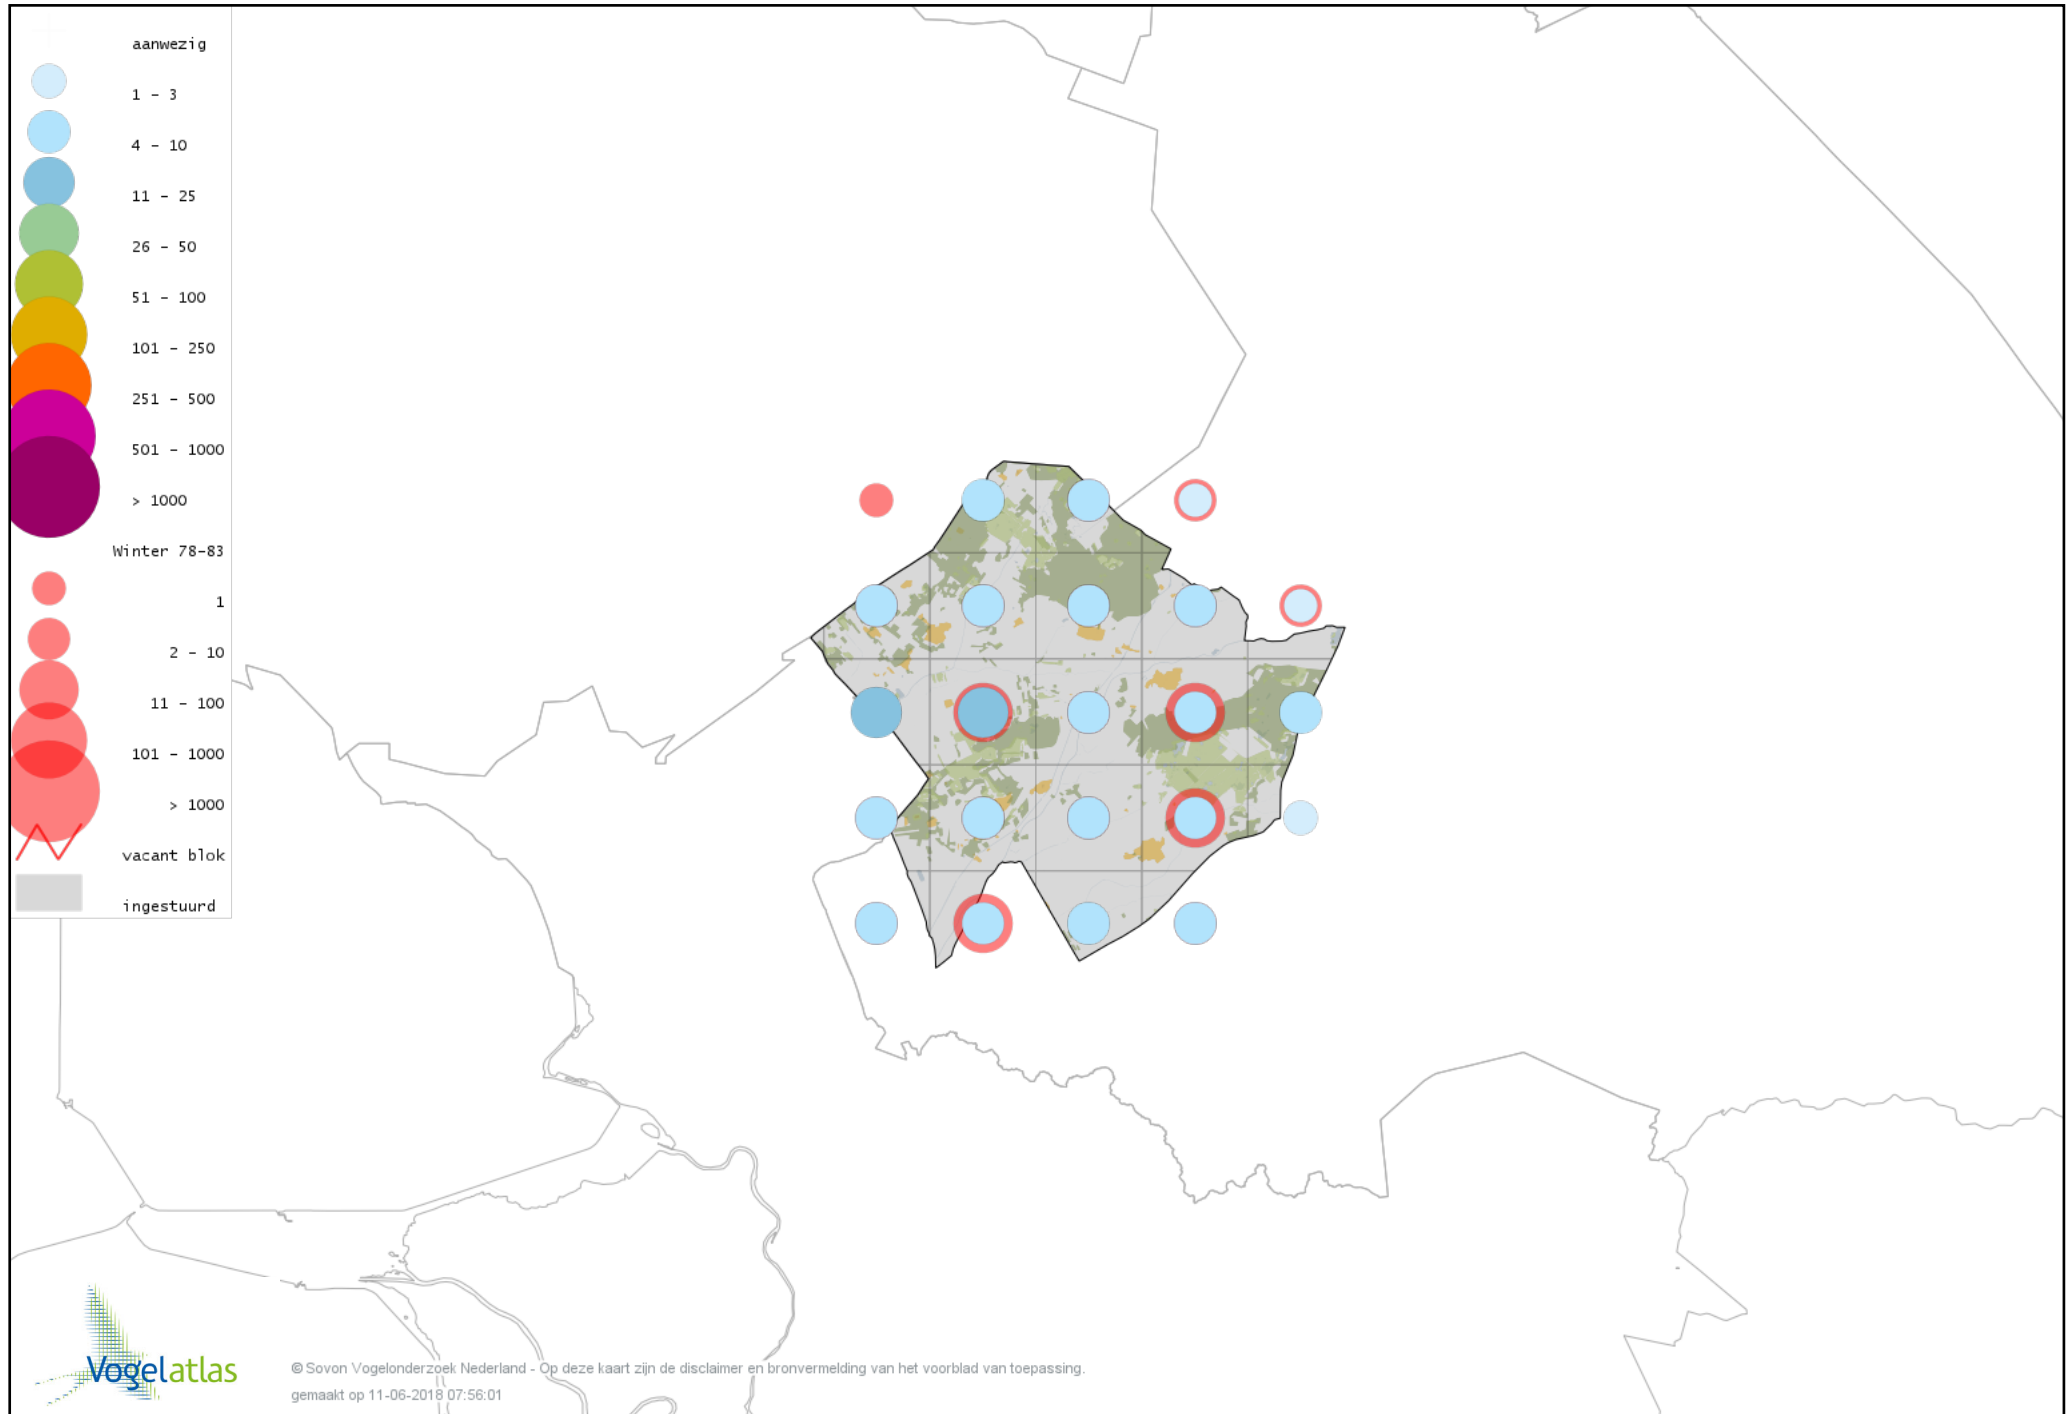 aanwezig
1 - 3
4 - 10
11 - 25
26 - 50
51 - 100
101 - 250
251 - 500
501 - 1000
> 1000
Winter 78-83
1
2 - 10
11 - 100
101 - 1000
> 1000
vacant blok
ingestuurd
Vogelatlas
© Sovon Vogelonderzoek Nederland - Op deze kaart zijn de disclaimer en bronvermelding van het voorblad van toepassing.
gemaakt op 11-06-2018 07:56:01